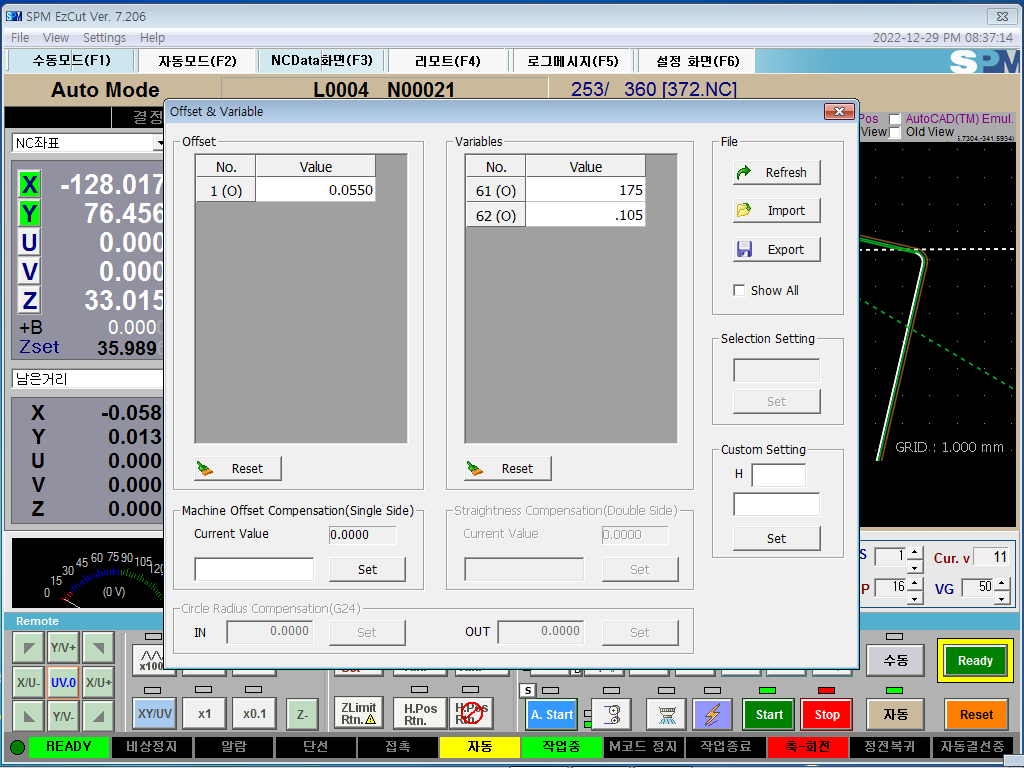 SPM EzCut Ver. 7.206
File View Settings Help
2022-12-29 PM 08:37:14
수동모드(F1) 자동모드(F2) NCData화면(F3) 리모트(F4) 로그메시지(F5) 설정 화면(F6)
SPM
Auto Mode L0004 N00021 253/ 360 [372.NC]
결정
Pos AutoCAD(TM) Emul.
View Old View
5.7304,-341.5934)
NC좌표
X -128.017
Y 76.456
U 0.000
V 0.000
Z 33.015
+B 0.000
Zset 35.989
남은거리
X -0.058
Y 0.013
U 0.000
V 0.000
Z 0.000
Offset & Variable
Offset
No. Value
1 (O) 0.0550
Reset
Variables
No. Value
61 (O) 175
62 (O) .105
Reset
File
Refresh
Import
Export
Show All
Selection Setting
Set
Custom Setting
H
Set
Machine Offset Compensation(Single Side)
Current Value 0.0000
Set
Straightness Compensation(Double Side)
Current Value 0.0000
Set
Circle Radius Compensation(G24)
IN 0.0000 Set OUT 0.0000 Set
GRID : 1.000 mm
0 15 30 45 60 75 90 105 120
(0 V)
S 1 Cur. v 11
P 16 VG 50
Remote
Y/V+
X/U- UV.0 X/U+
Y/V-
x100
XY/UV x1 x0.1 Z-
ZLimit
Rtn.
H.Pos
Rtn.
H.Pos
Rtn.
S
A. Start
Start Stop
수동
자동
Ready
Reset
READY 비상정지 알람 단선 접촉 자동 작업중 M코드 정지 작업종료 축-회전 정전복귀 자동결선중